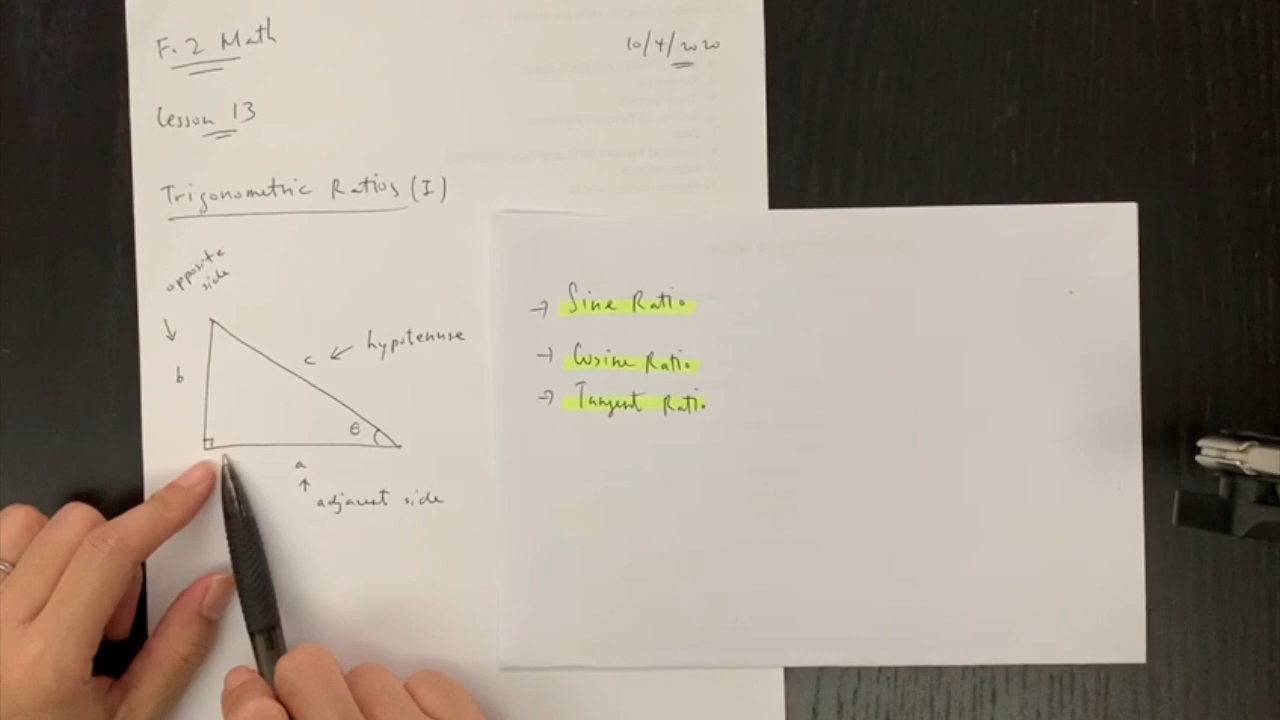 F.2 Math
10/4/2020
Lesson 13
Trigonometric Ratios (I)
opposite
side
↓
b
c ← hypotenuse
θ
a
↑
adjacent side
→ Sine Ratio
→ Cosine Ratio
→ Tangent Ratio